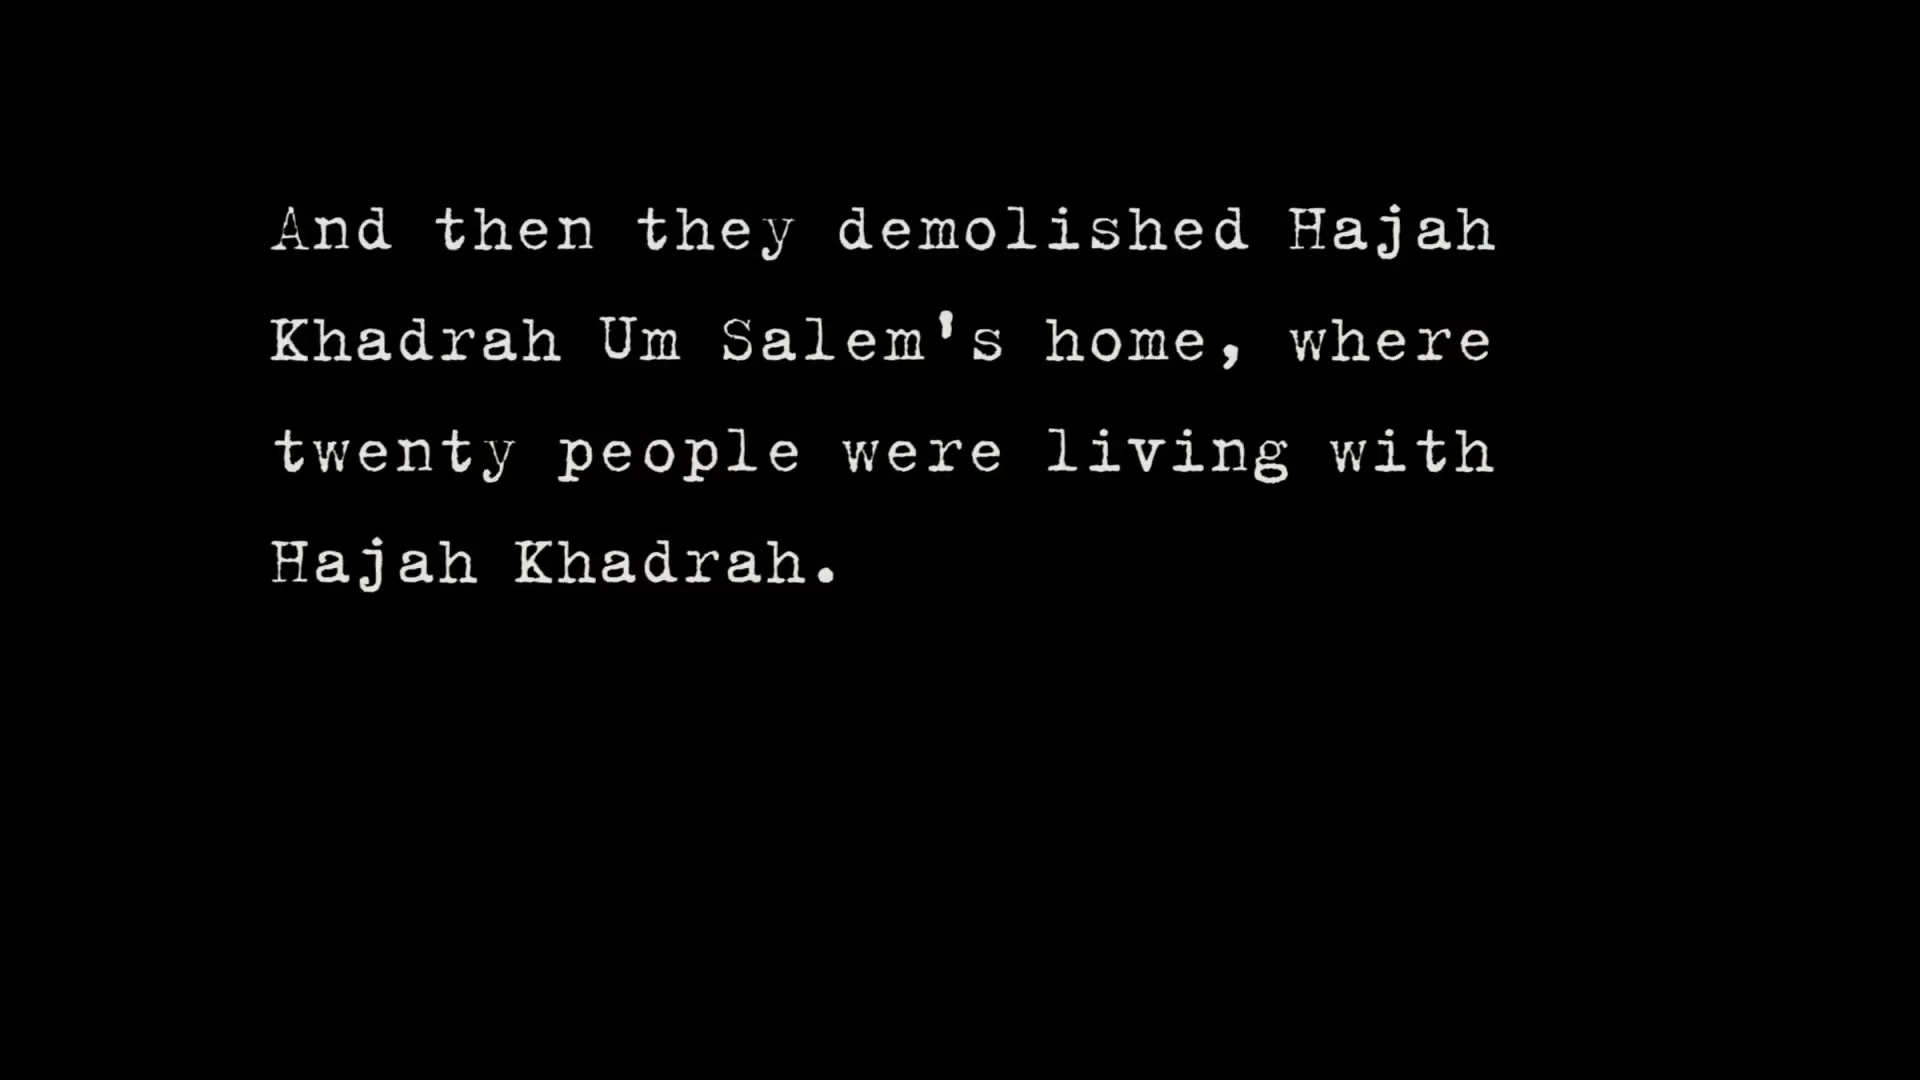 And then they demolished Hajah
Khadrah Um Salem's home, where
twenty people were living with
Hajah Khadrah.